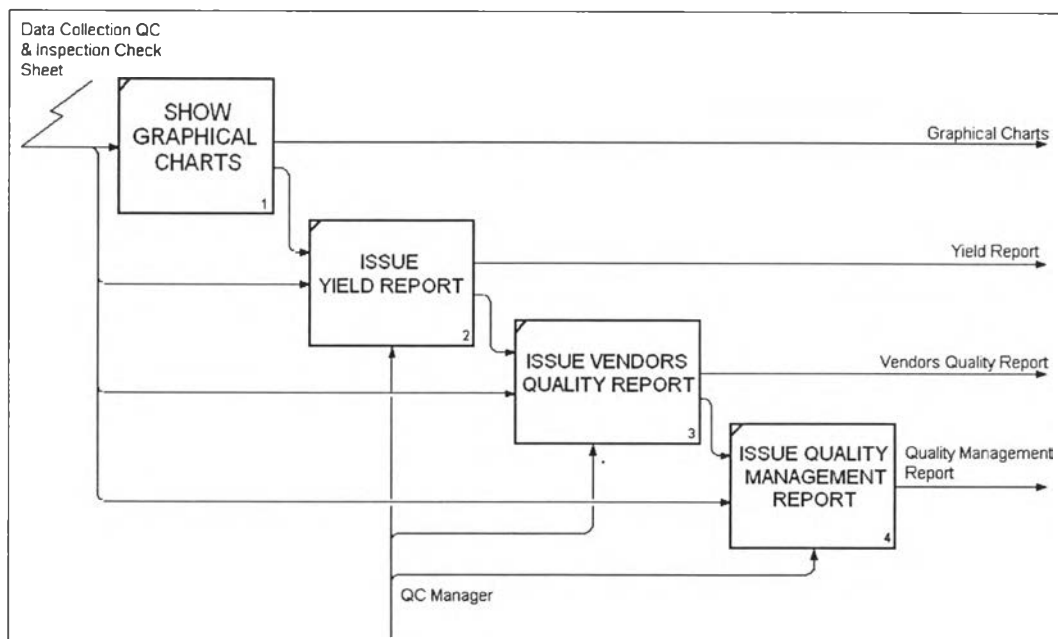 Data Collection QC
& Inspection Check
Sheet
SHOW
GRAPHICAL
CHARTS
1
Graphical Charts
ISSUE
YIELD REPORT
2
Yield Report
ISSUE VENDORS
QUALITY REPORT
3
Vendors Quality Report
ISSUE QUALITY
MANAGEMENT
REPORT
4
Quality Management
Report
QC Manager